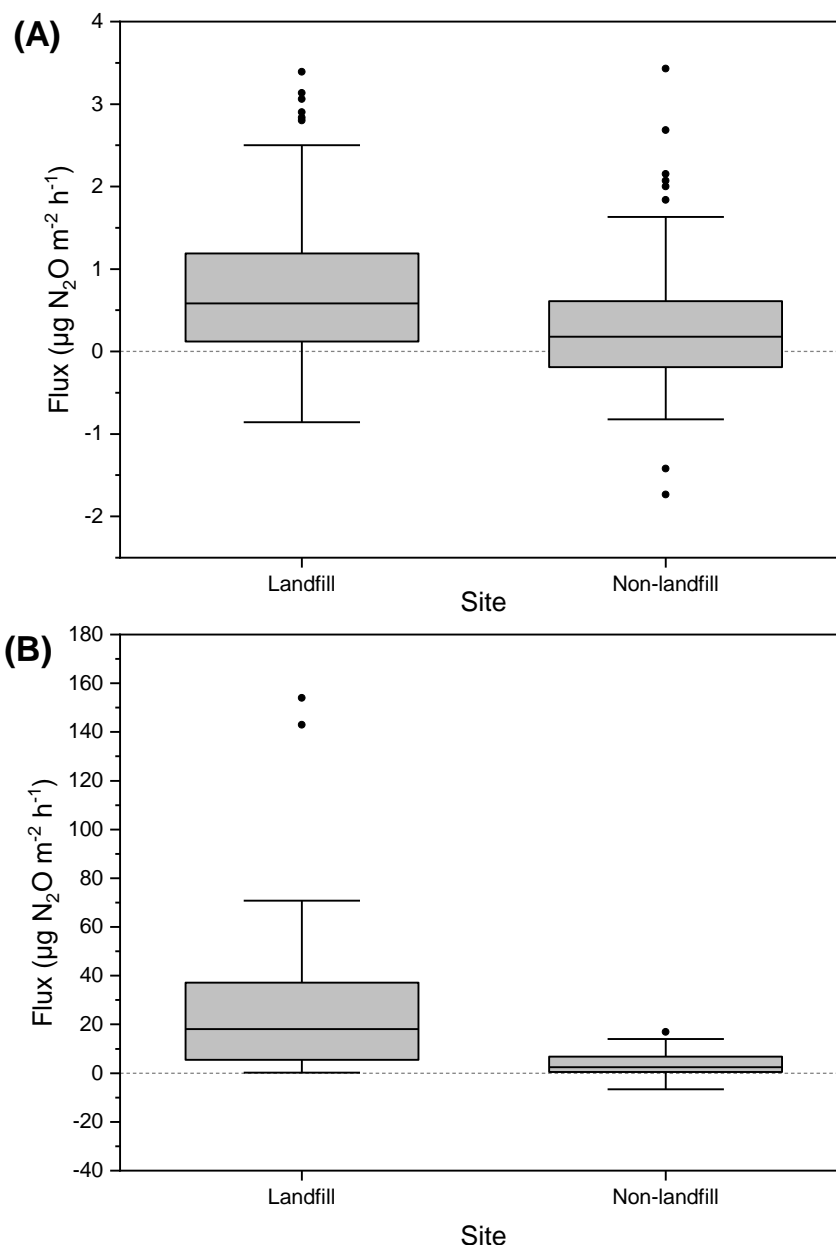 (A)
4
3
2
1
0
-1
-2
Flux (µg N₂O m⁻² h⁻¹)
Landfill
Non-landfill
Site
(B)
180
160
140
120
100
80
60
40
20
0
-20
-40
Flux (µg N₂O m⁻² h⁻¹)
Landfill
Non-landfill
Site